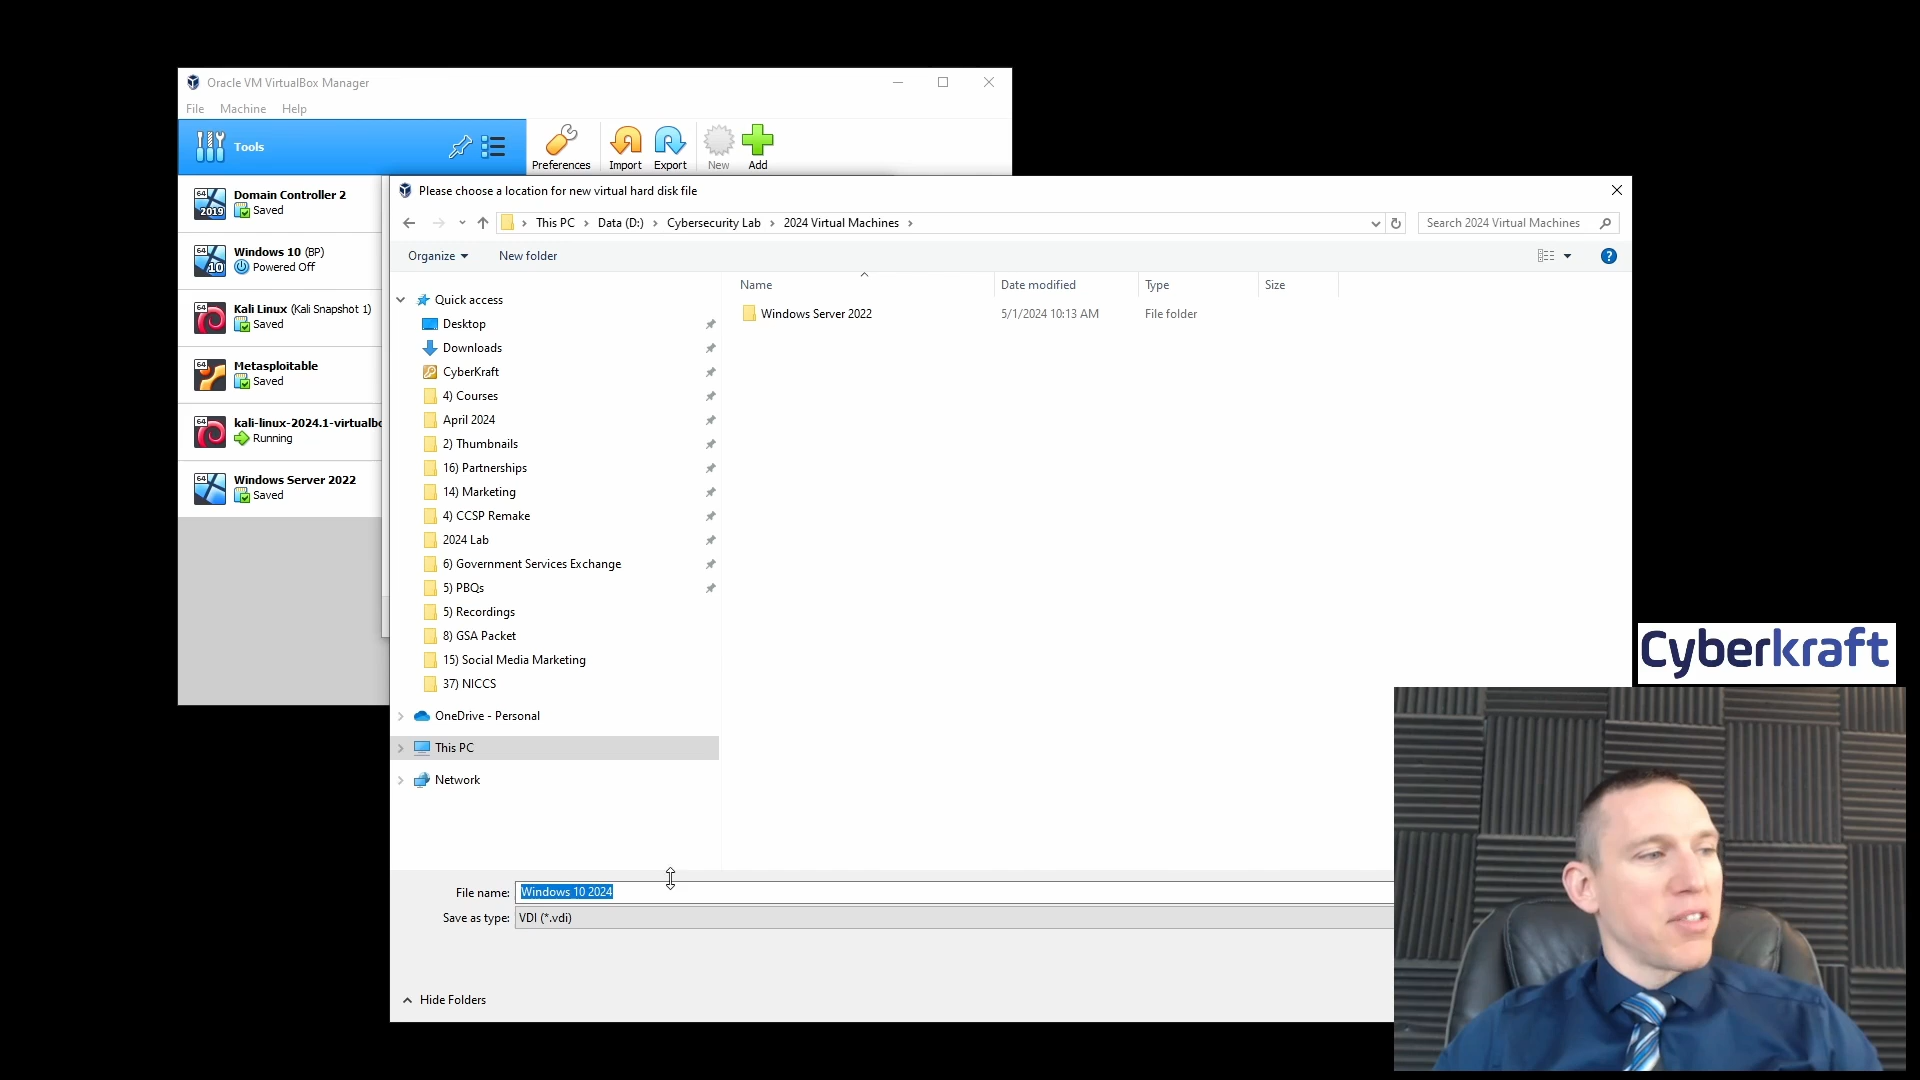 Oracle VM VirtualBox Manager
File Machine Help
Tools
Preferences
Import
Export
New
Add
64 2019 Domain Controller 2
Saved
64 10 Windows 10 (BP)
Powered Off
64 Kali Linux (Kali Snapshot 1)
Saved
64 Metasploitable
Saved
64 kali-linux-2024.1-virtualbo
Running
64 Windows Server 2022
Saved
Please choose a location for new virtual hard disk file
This PC > Data (D:) > Cybersecurity Lab > 2024 Virtual Machines >
Search 2024 Virtual Machines
Organize New folder
Quick access
Desktop
Downloads
CyberKraft
4) Courses
April 2024
2) Thumbnails
16) Partnerships
14) Marketing
4) CCSP Remake
2024 Lab
6) Government Services Exchange
5) PBQs
5) Recordings
8) GSA Packet
15) Social Media Marketing
37) NICCS
OneDrive - Personal
This PC
Network
Name Date modified Type Size
Windows Server 2022 5/1/2024 10:13 AM File folder
File name: Windows 10 2024
Save as type: VDI (*.vdi)
Hide Folders
Cyberkraft